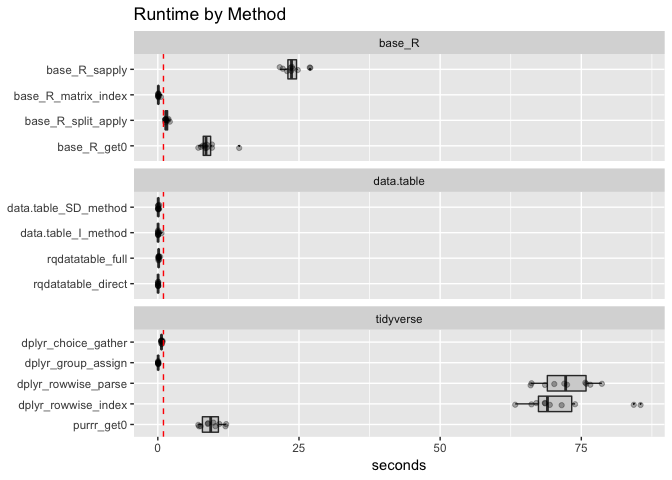 Runtime by Method
base_R
base_R_sapply
base_R_matrix_index
base_R_split_apply
base_R_get0
data.table
data.table_SD_method
data.table_I_method
rqdatatable_full
rqdatatable_direct
tidyverse
dplyr_choice_gather
dplyr_group_assign
dplyr_rowwise_parse
dplyr_rowwise_index
purrr_get0
0 25 50 75
seconds